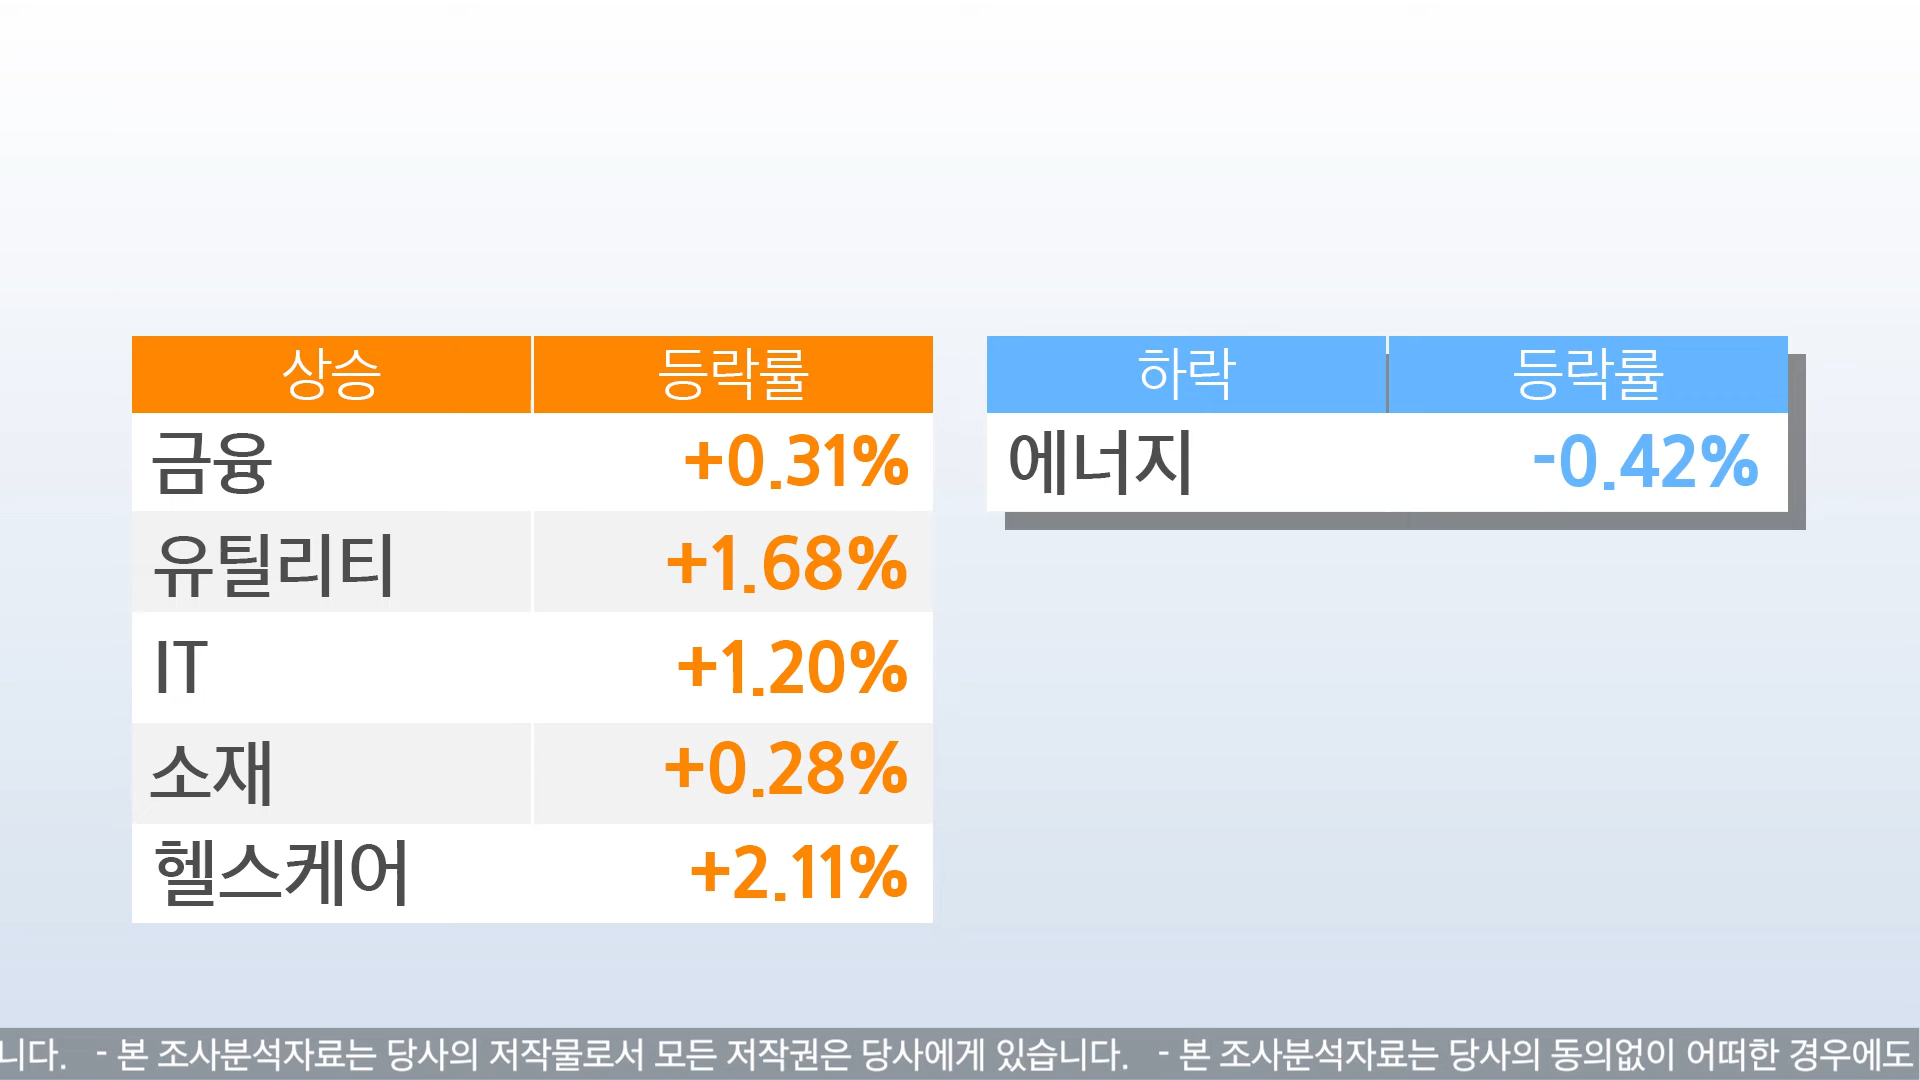 상승 등락률
금융 +0.31%
유틸리티 +1.68%
IT +1.20%
소재 +0.28%
헬스케어 +2.11%
하락 등락률
에너지 -0.42%
니다. - 본 조사분석자료는 당사의 저작물로서 모든 저작권은 당사에게 있습니다. - 본 조사분석자료는 당사의 동의없이 어떠한 경우에도